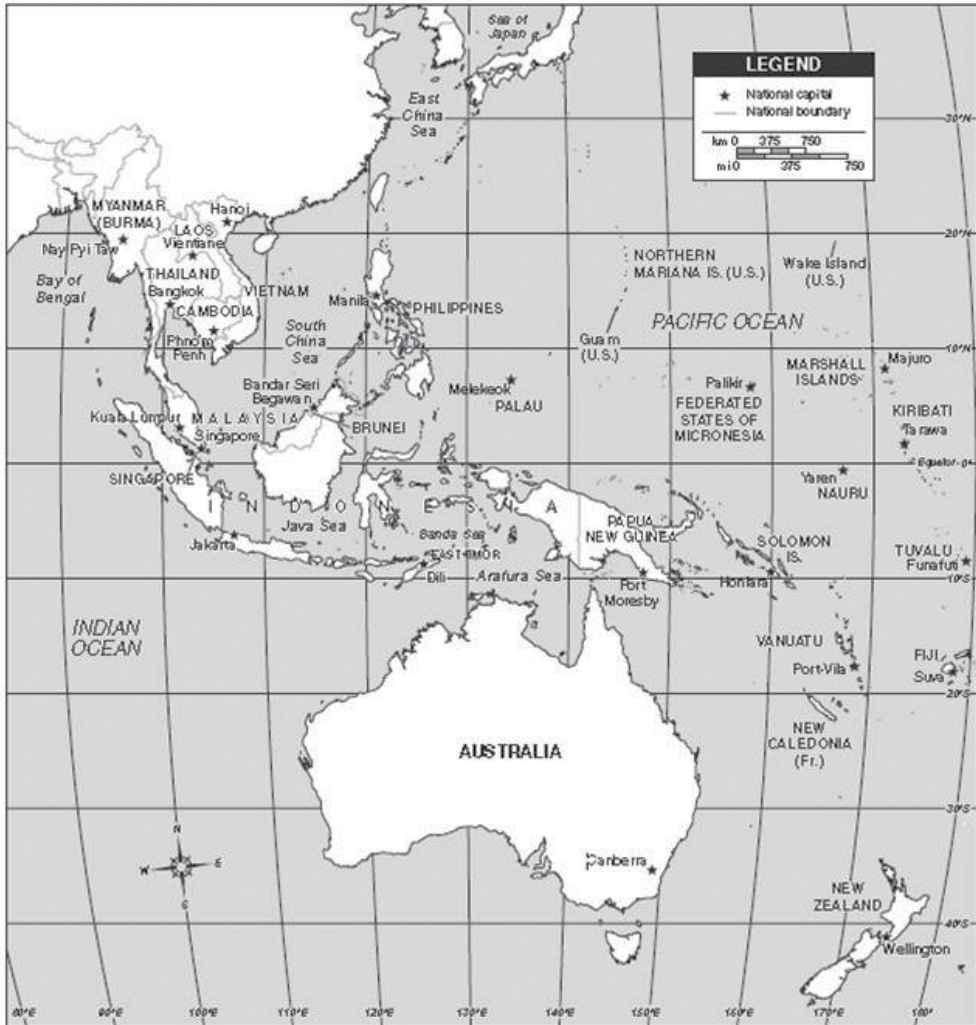 Sea of
Japan
LEGEND
National capital
National boundary
km 0 375 750
mi 0 375 750
East
China
Sea
30°N
MYANMAR
(BURMA)
Hanoi
LAOS
Vientiane
Nay Pyi Taw
20°N
NORTHERN
MARIANA IS. (U.S.)
Wake Island
(U.S.)
Bay of
Bengal
THAILAND
Bangkok
VIETNAM
CAMBODIA
Manila
PHILIPPINES
South
China
Sea
PACIFIC OCEAN
Phnom
Penh
Guam
(U.S.)
10°N
MARSHALL
ISLANDS
Majuro
Bandar Seri
Begawan
Melekeok
PALAU
Palikir
FEDERATED
STATES OF
MICRONESIA
KIRIBATI
Tarawa
Kuala Lumpur
MALAYSIA
Singapore
BRUNEI
Equator 0°
SINGAPORE
Yaren
NAURU
INDONESIA
Java Sea
Banda Sea
PAPUA
NEW GUINEA
SOLOMON
IS.
Jakarta
EAST TIMOR
Dili
Arafura Sea
TUVALU
Funafuti
Port
Moresby
Honiara
10°S
INDIAN
OCEAN
VANUATU
Port-Vila
FIJI
Suva
20°S
NEW
CALEDONIA
(Fr.)
AUSTRALIA
30°S
N
W E
S
Canberra
NEW
ZEALAND
40°S
Wellington
80°E 90°E 100°E 110°E 120°E 130°E 140°E 150°E 160°E 170°E 180°